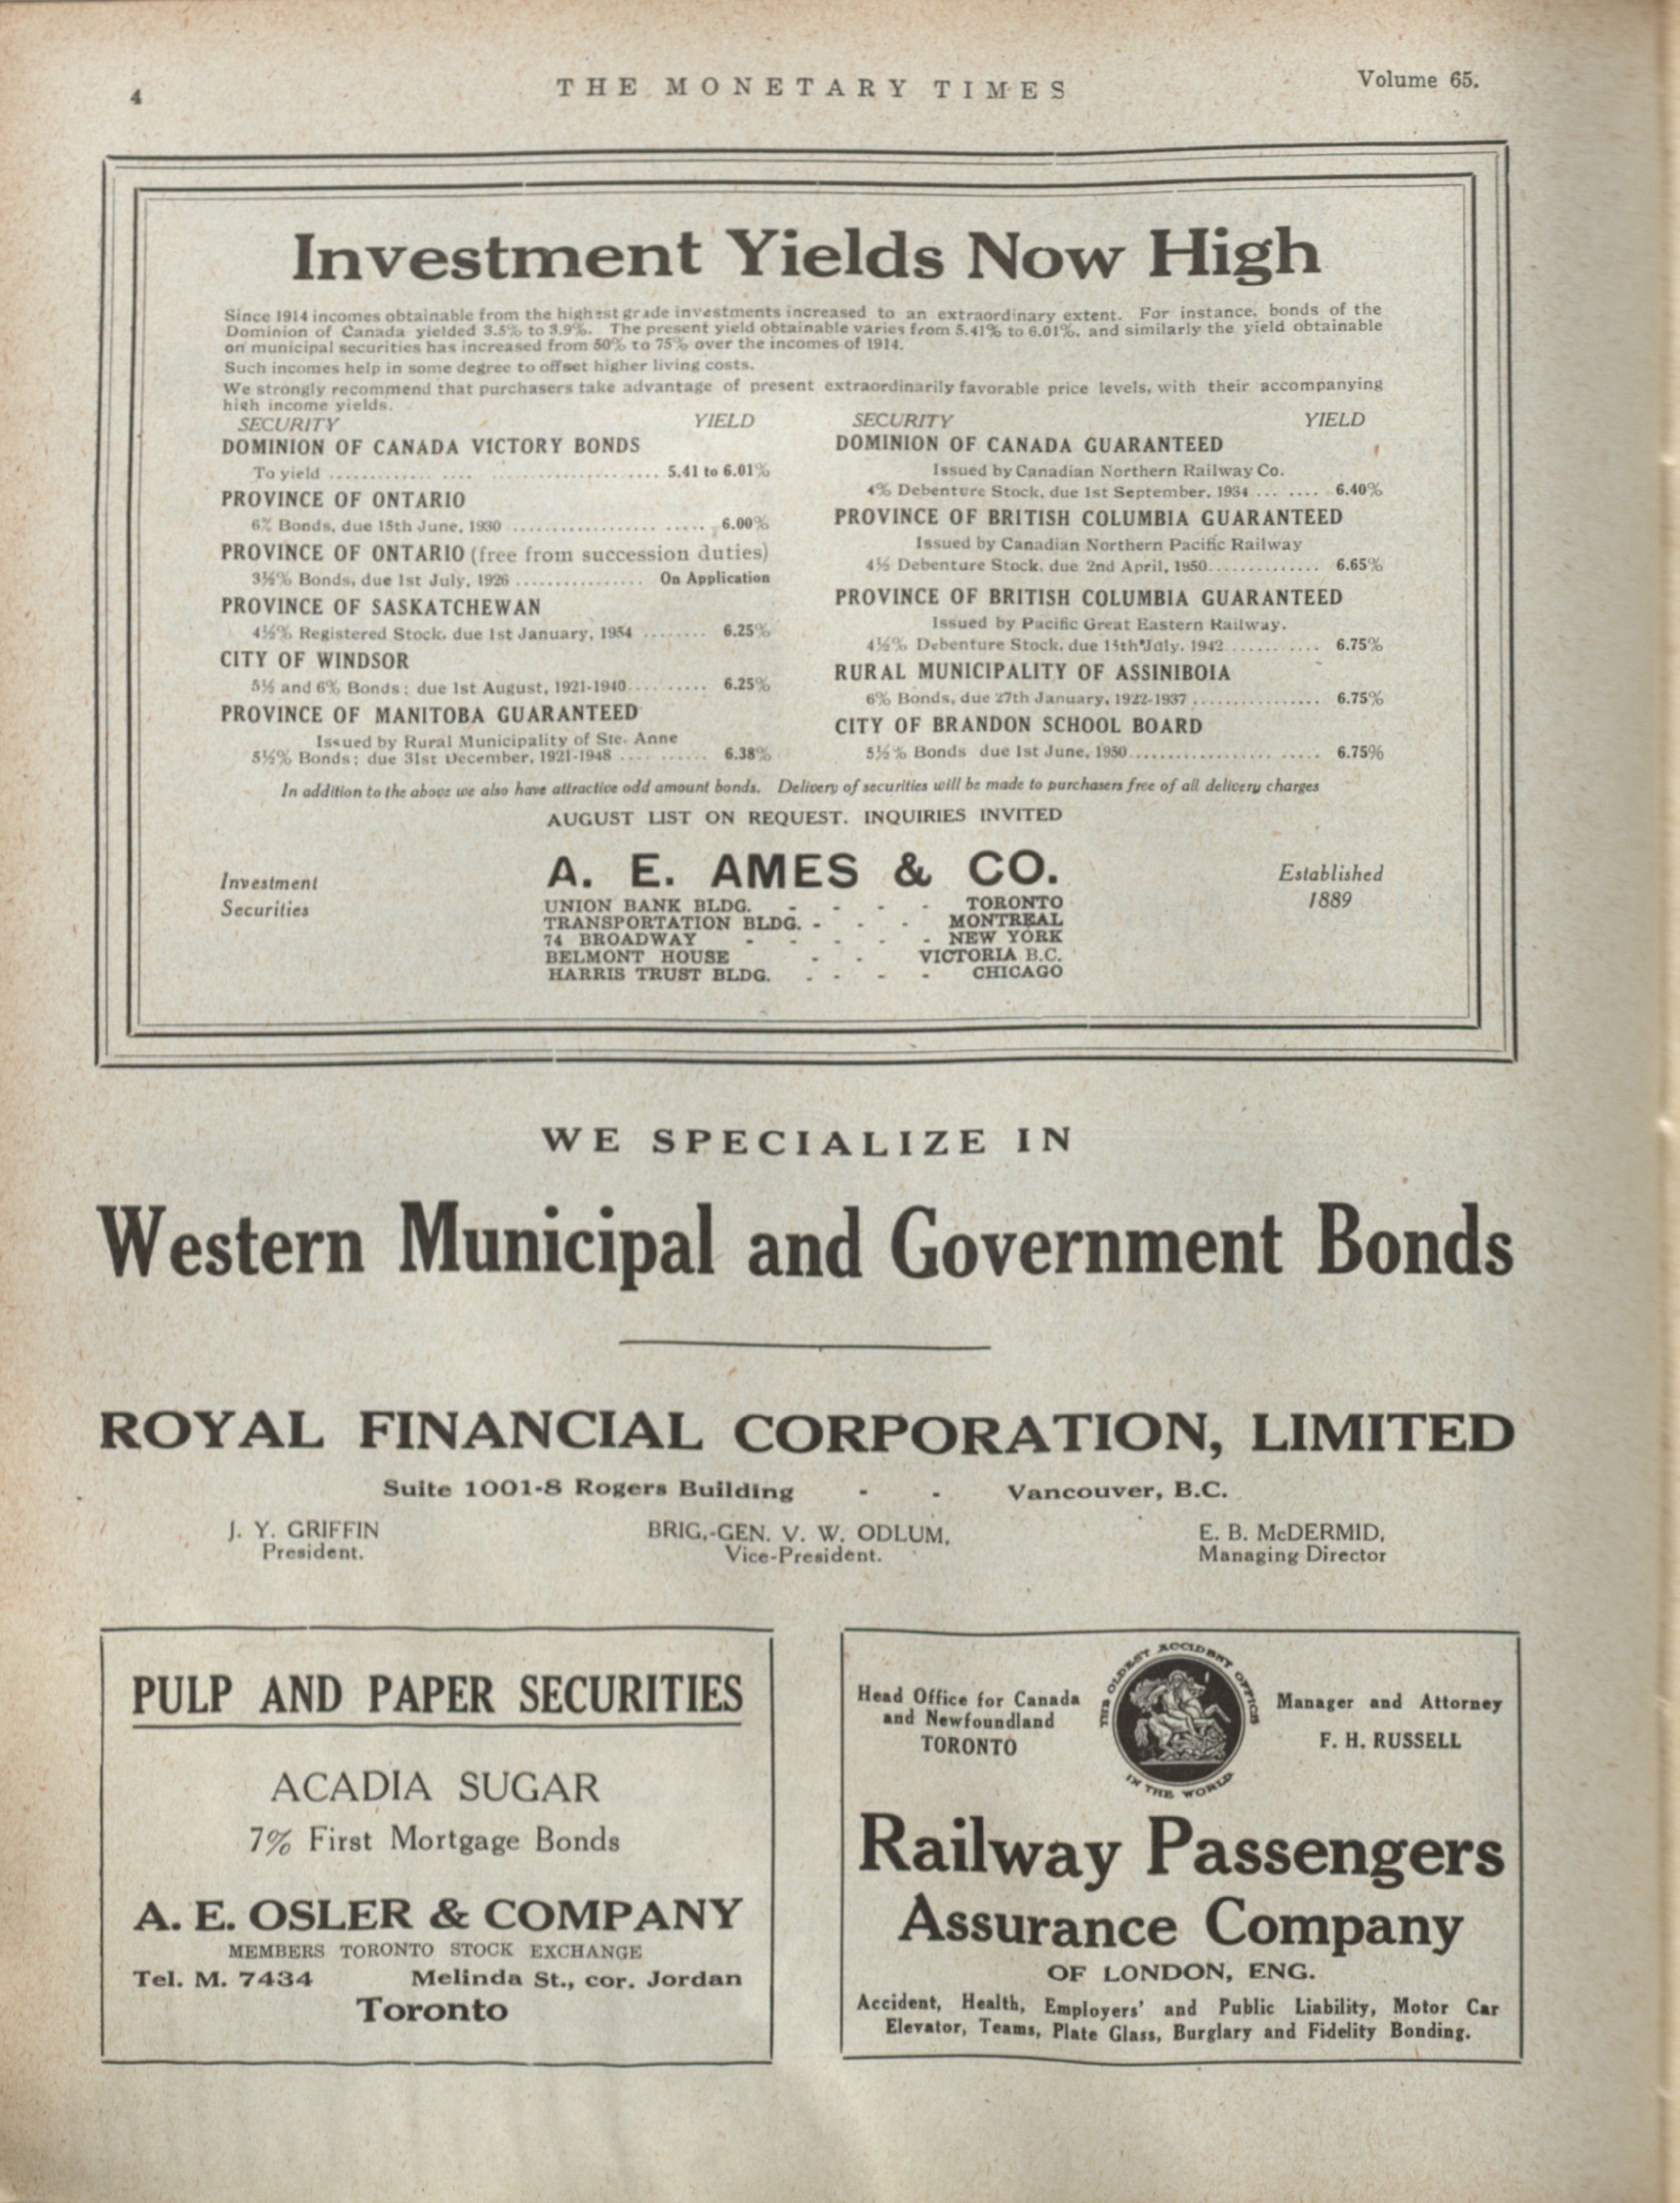 4
THE MONETARY TIMES
Volume 65.
Investment Yields Now High
Since 1914 incomes obtainable from the highest grade investments increased to an extraordinary extent. For instance, bonds of the
Dominion of Canada yielded 3.5% to 3.9%. The present yield obtainable varies from 5.41% to 6.01%, and similarly the yield obtainable
on municipal securities has increased from 50% to 75% over the incomes of 1914.
Such incomes help in some degree to offset higher living costs.
We strongly recommend that purchasers take advantage of present extraordinarily favorable price levels, with their accompanying
high income yields.
SECURITY YIELD
DOMINION OF CANADA VICTORY BONDS
To yield ........ 5.41 to 6.01%
PROVINCE OF ONTARIO
6% Bonds, due 15th June, 1930 ........ 6.00%
PROVINCE OF ONTARIO (free from succession duties)
3½% Bonds, due 1st July, 1926 ........ On Application
PROVINCE OF SASKATCHEWAN
4½% Registered Stock, due 1st January, 1954 ........ 6.25%
CITY OF WINDSOR
5½ and 6% Bonds; due 1st August, 1921-1940 ........ 6.25%
PROVINCE OF MANITOBA GUARANTEED
Issued by Rural Municipality of Ste. Anne
5½% Bonds; due 31st December, 1921-1948 ........ 6.38%
SECURITY YIELD
DOMINION OF CANADA GUARANTEED
Issued by Canadian Northern Railway Co.
4% Debenture Stock, due 1st September, 1934 ........ 6.40%
PROVINCE OF BRITISH COLUMBIA GUARANTEED
Issued by Canadian Northern Pacific Railway
4½ Debenture Stock, due 2nd April, 1950 ........ 6.65%
PROVINCE OF BRITISH COLUMBIA GUARANTEED
Issued by Pacific Great Eastern Railway.
4½% Debenture Stock, due 15th July, 1942 ........ 6.75%
RURAL MUNICIPALITY OF ASSINIBOIA
6% Bonds, due 27th January, 1922-1937 ........ 6.75%
CITY OF BRANDON SCHOOL BOARD
5½% Bonds due 1st June, 1950 ........ 6.75%
In addition to the above we also have attractive odd amount bonds. Delivery of securities will be made to purchasers free of all delivery charges
AUGUST LIST ON REQUEST. INQUIRIES INVITED
Investment
Securities
A. E. AMES & CO.
UNION BANK BLDG. - - - - TORONTO
TRANSPORTATION BLDG. - - - MONTREAL
74 BROADWAY - - - - - NEW YORK
BELMONT HOUSE - - VICTORIA B.C.
HARRIS TRUST BLDG. - - - - CHICAGO
Established
1889
WE SPECIALIZE IN
Western Municipal and Government Bonds
ROYAL FINANCIAL CORPORATION, LIMITED
Suite 1001-8 Rogers Building - - Vancouver, B.C.
J. Y. GRIFFIN
President.
BRIG.-GEN. V. W. ODLUM,
Vice-President.
E. B. McDERMID,
Managing Director
PULP AND PAPER SECURITIES
ACADIA SUGAR
7% First Mortgage Bonds
A. E. OSLER & COMPANY
MEMBERS TORONTO STOCK EXCHANGE
Tel. M. 7434 Melinda St., cor. Jordan
Toronto
Head Office for Canada
and Newfoundland
TORONTO
THE OLDEST ACCIDENT OFFICE
IN THE WORLD
Manager and Attorney
F. H. RUSSELL
Railway Passengers
Assurance Company
OF LONDON, ENG.
Accident, Health, Employers' and Public Liability, Motor Car
Elevator, Teams, Plate Glass, Burglary and Fidelity Bonding.